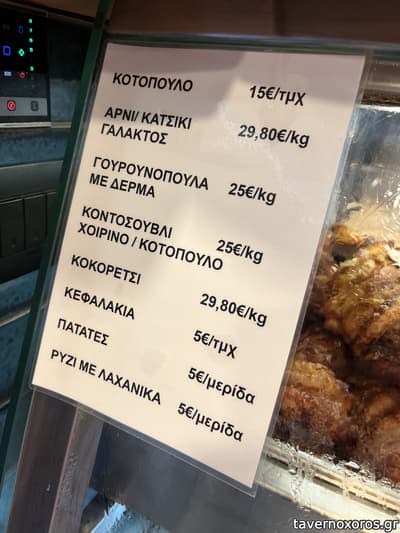 ΚΟΤΟΠΟΥΛΟ 15€/τμχ
ΑΡΝΙ/ ΚΑΤΣΙΚΙ
ΓΑΛΑΚΤΟΣ 29,80€/kg
ΓΟΥΡΟΥΝΟΠΟΥΛΑ
ΜΕ ΔΕΡΜΑ 25€/kg
ΚΟΝΤΟΣΟΥΒΛΙ
ΧΟΙΡΙΝΟ / ΚΟΤΟΠΟΥΛΟ 25€/kg
ΚΟΚΟΡΕΤΣΙ 29,80€/kg
ΚΕΦΑΛΑΚΙΑ 5€/τμχ
ΠΑΤΑΤΕΣ 5€/μερίδα
ΡΥΖΙ ΜΕ ΛΑΧΑΝΙΚΑ 5€/μερίδα
tavernoxoros.gr